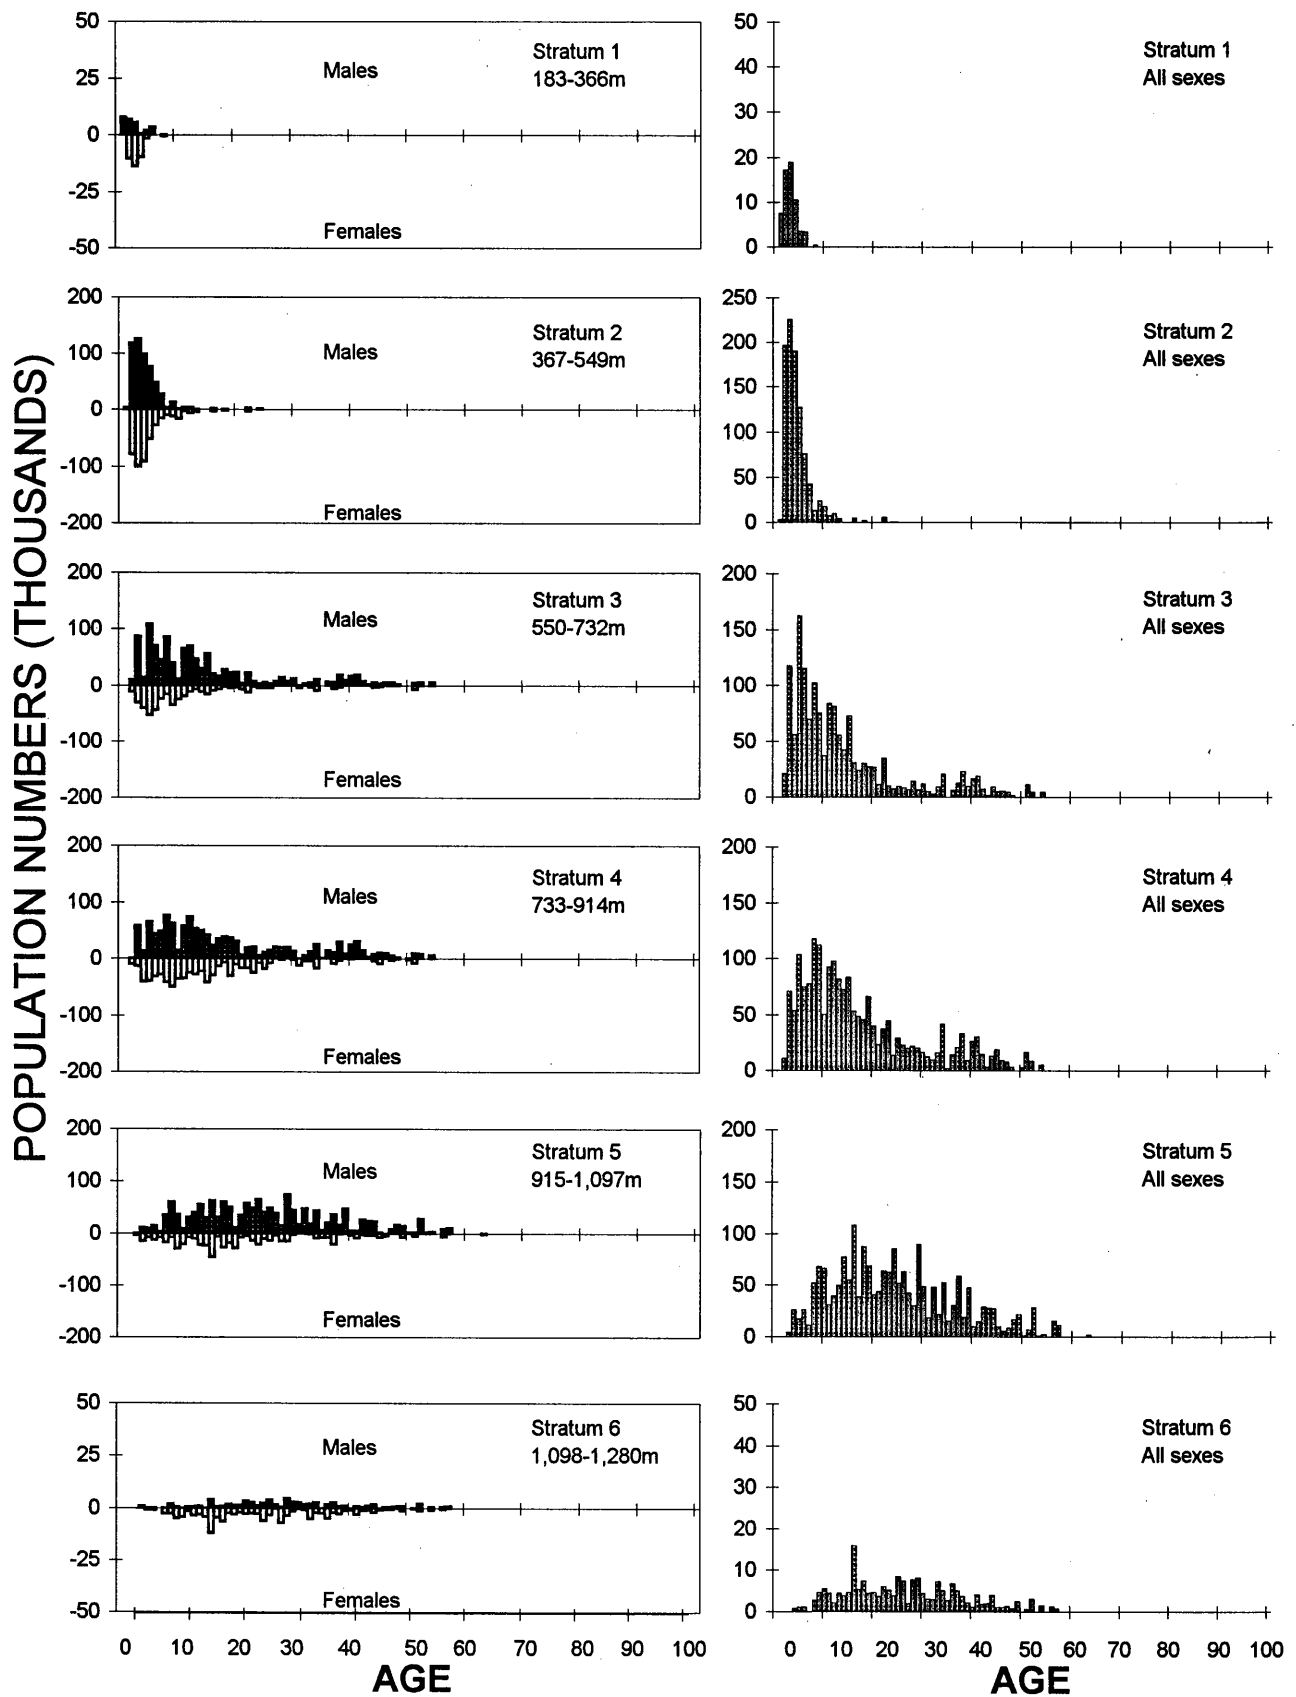 POPULATION NUMBERS (THOUSANDS)
50
25
0
-25
-50
Males
Females
Stratum 1
183-366m
50
40
30
20
10
0
Stratum 1
All sexes
200
100
0
-100
-200
Males
Females
Stratum 2
367-549m
250
200
150
100
50
0
Stratum 2
All sexes
200
100
0
-100
-200
Males
Females
Stratum 3
550-732m
200
150
100
50
0
Stratum 3
All sexes
200
100
0
-100
-200
Males
Females
Stratum 4
733-914m
200
150
100
50
0
Stratum 4
All sexes
200
100
0
-100
-200
Males
Females
Stratum 5
915-1,097m
200
150
100
50
0
Stratum 5
All sexes
50
25
0
-25
-50
Males
Females
Stratum 6
1,098-1,280m
50
40
30
20
10
0
Stratum 6
All sexes
0 10 20 30 40 50 60 70 80 90 100
AGE
0 10 20 30 40 50 60 70 80 90 100
AGE